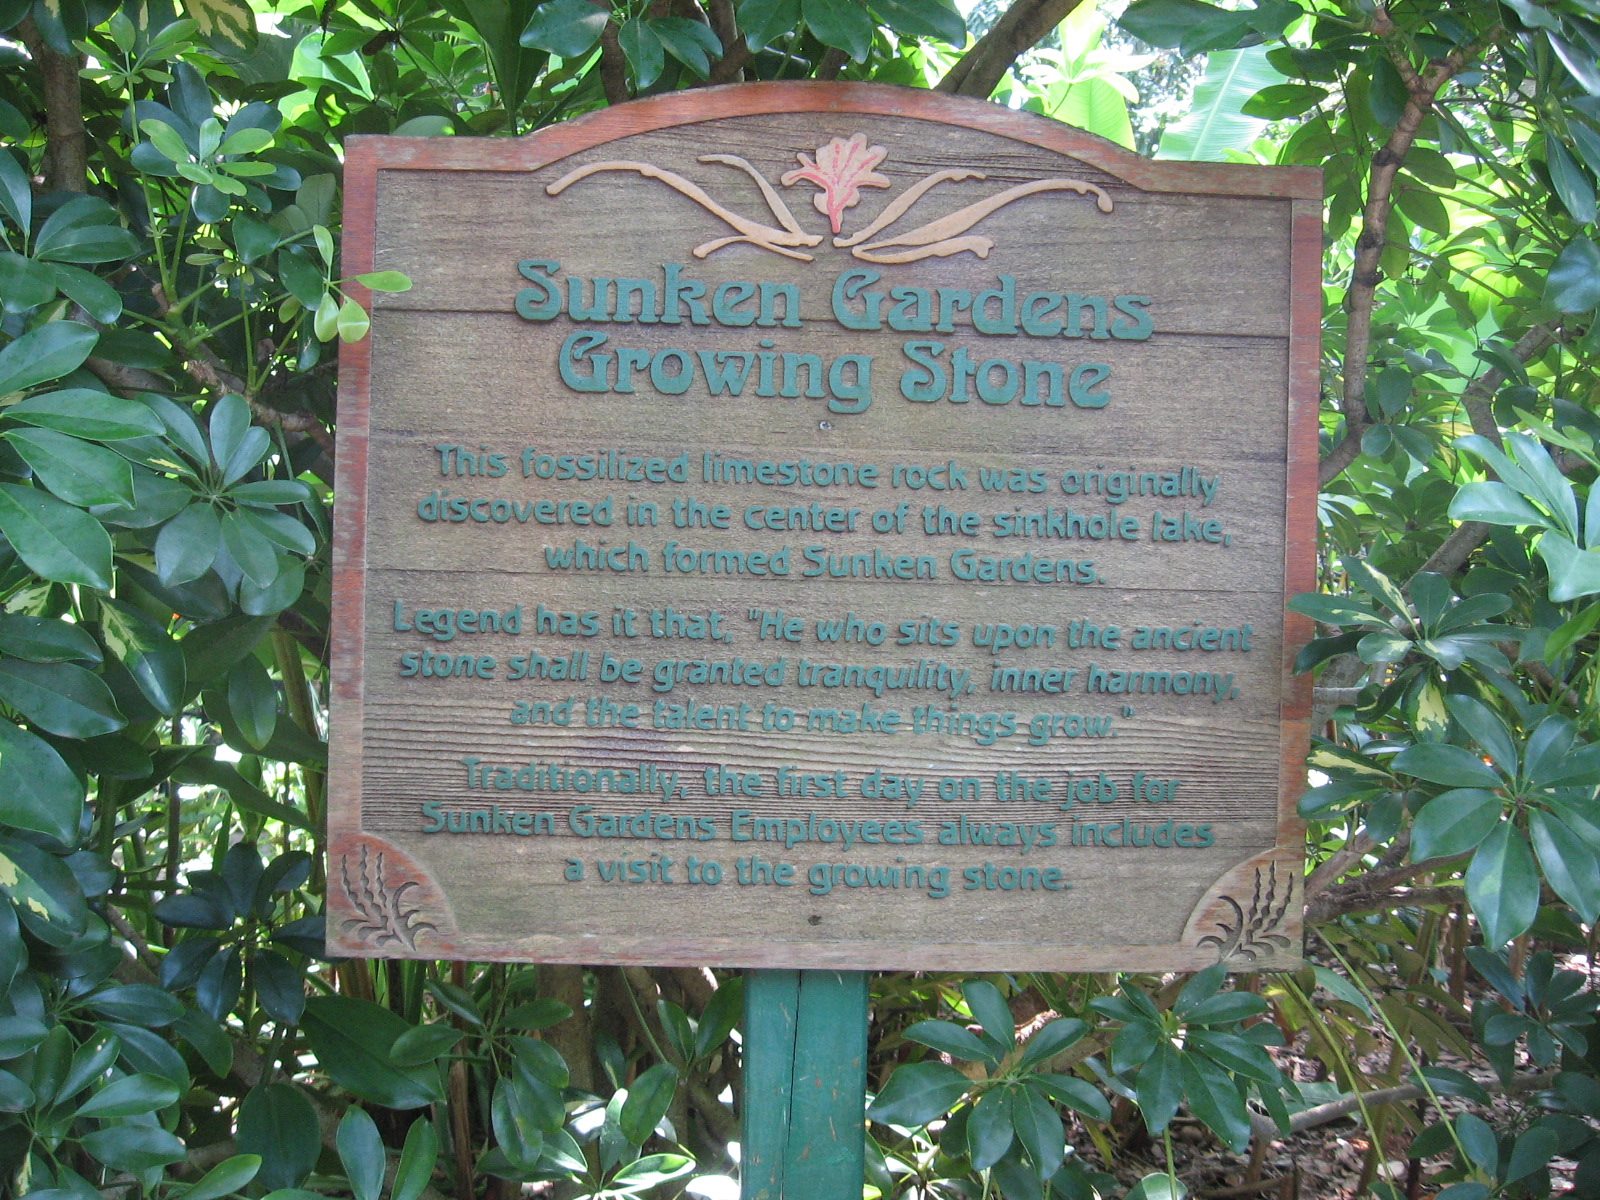 Sunken Gardens
Growing Stone
This fossilized limestone rock was originally
discovered in the center of the sinkhole lake,
which formed Sunken Gardens.
Legend has it that, "He who sits upon the ancient
stone shall be granted tranquility, inner harmony,
and the talent to make things grow."
Traditionally, the first day on the job for
Sunken Gardens Employees always includes
a visit to the growing stone.